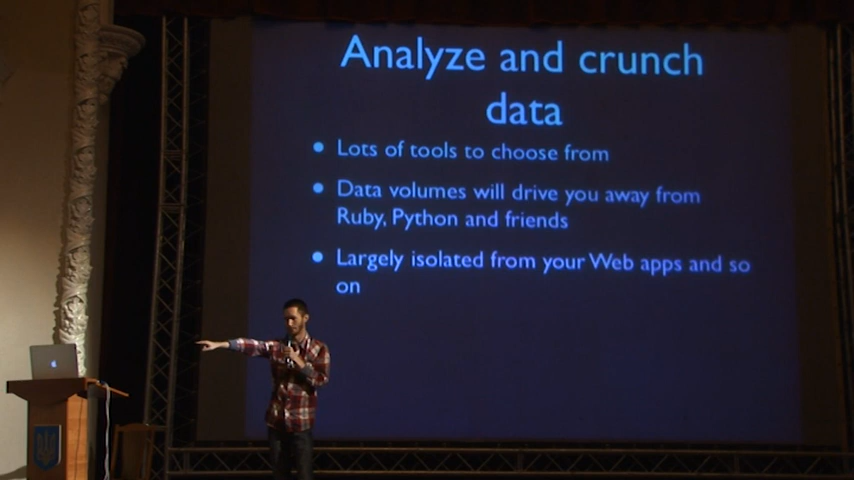 Analyze and crunch
data
• Lots of tools to choose from
• Data volumes will drive you away from
Ruby, Python and friends
• Largely isolated from your Web apps and so
on